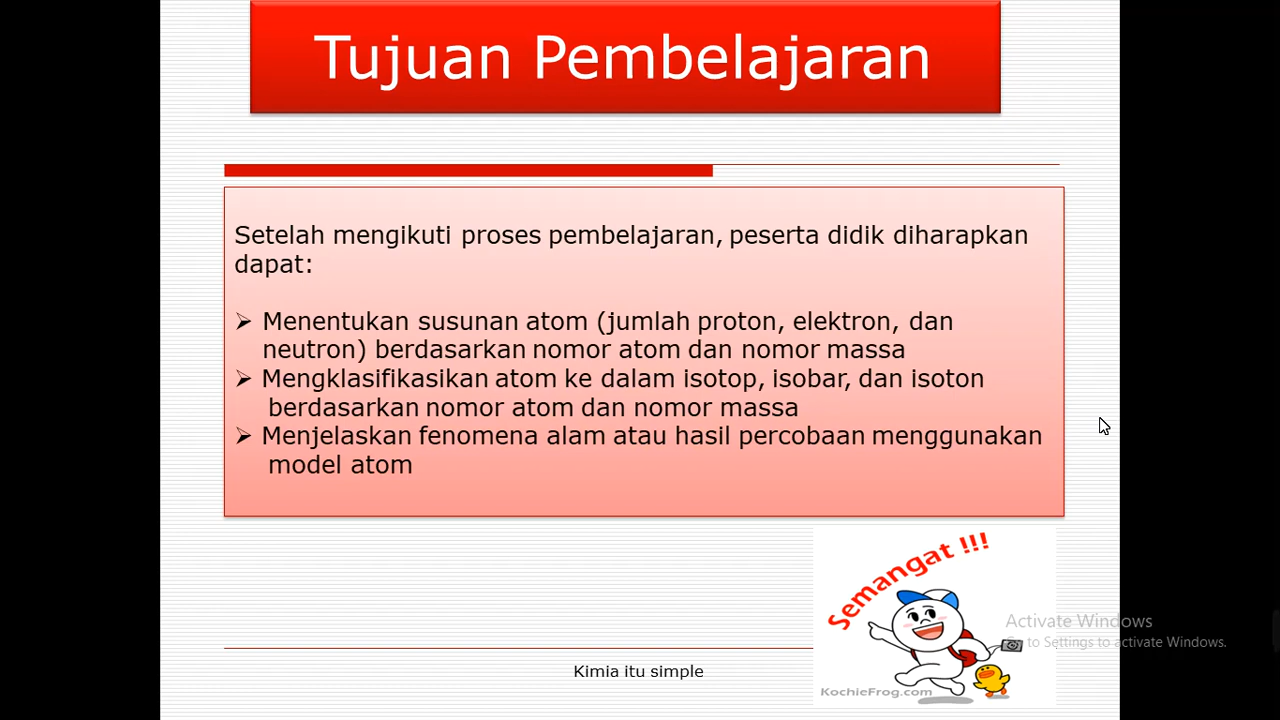 Tujuan Pembelajaran
Setelah mengikuti proses pembelajaran, peserta didik diharapkan
dapat:
➢ Menentukan susunan atom (jumlah proton, elektron, dan
neutron) berdasarkan nomor atom dan nomor massa
➢ Mengklasifikasikan atom ke dalam isotop, isobar, dan isoton
berdasarkan nomor atom dan nomor massa
➢ Menjelaskan fenomena alam atau hasil percobaan menggunakan
model atom
Semangat !!!
Activate Windows
Go to Settings to activate Windows.
Kimia itu simple
KochieFrog.com